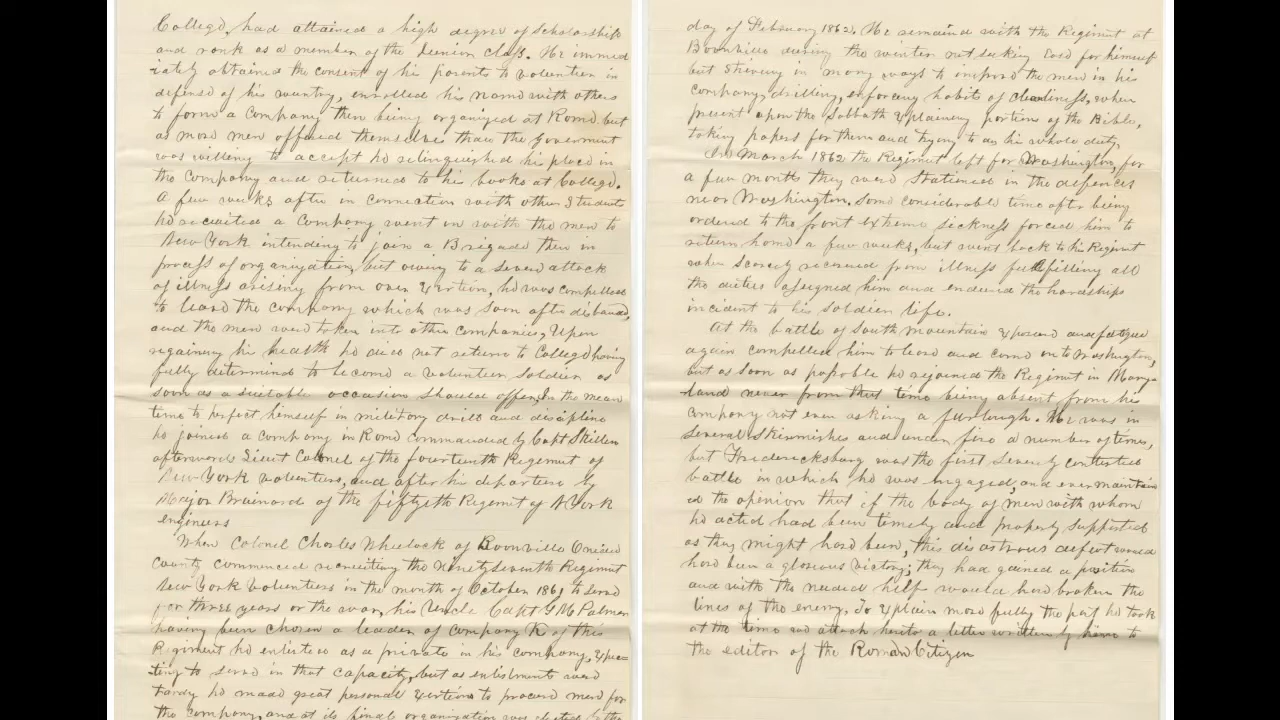 College, had attained a high degree of Scholarship
and rank as a member of the Junior Class. He immed
iately obtained the consent of his parents to volunteer in
defense of his country, enrolled his name with others
to form a Company then being organized at Rome but
as more men offered themselves than the Goverment
was willing to accept he relinquished his place in
the Company and returned to his books at College.
A few weeks after in connection with other Students
he recruited a Company went on with the men to
New York intending to join a Brigade then in
process of organization, but owing to a severe attack
of illness arising from over exertion, he was compelled
to leave the company which was soon after disband
and the men were taken into other companies, Upon
regaining his health he did not return to College having
fully determined to become a volunteer soldier as
soon as a suitable occasion should offer, In the mean
time to perfect himself in military drill and discipline
he joined a company in Rome commanded by Capt Skillen
afterward Lieut Colonel of the fourteenth Regiment of
New York volunteers, and after his departure by
Major Brainard of the fiftyeth Regiment of N York
engineers
When Colonel Charles Wheelock of Boonville Oneida
County commenced recruiting the Ninetyseventh Regiment
New York Volunteers in the month of October 1861 to serve
for three years or the war, his Uncle Capt G M Palmer
having been chosen a leader of Company K of this
Regiment he enlisted as a private in his company, expec=
ting to serve in that capacity, but as enlistments were
tardy he made great personal exertions to procure men for
the company, and at its final organization was elected
day of February 1862, He remained with the Regiment at
Boonville during the winter not seeking ease for himself
but striving in many ways to improve the men in his
company, drilling, enforcing habits of cleanliness, when
present upon the Sabbath explaining portions of the Bible,
taking papers for them and trying to do his whole duty,
In March 1862 the Regiment left for Washington, for
a few months they were stationed in the defences
near Washington. Some considerable time after being
ordered to the front extreme sickness forced him to
return home a few weeks, but went back to his Regiment
when scarcely recovered from illness fulfilling all
the duties assigned him and endured the hardships
incident to his soldier life.
At the battle of South Mountain exposure and fatigue
again compelled him to leave and come on to Washington,
but as soon as possible he rejoined the Regiment in Mary=
land never from that time being absent from his
company not even asking a furlough. He was in
several Skirmishes and under fire a number of times,
but Fredericksburg was the first severely contested
battle in which he was engaged, and ever maintain
ed the opinion that if the body of men with whom
he acted had been timely and properly supported
as they might have been, this disastrous defeat would
have been a glorious victory; they had gained a position
and with the needed help would have broken the
lines of the enemy, To explain more fully the part he took
at the time we attach hereto a letter written by him to
the editor of the Roman Citizen